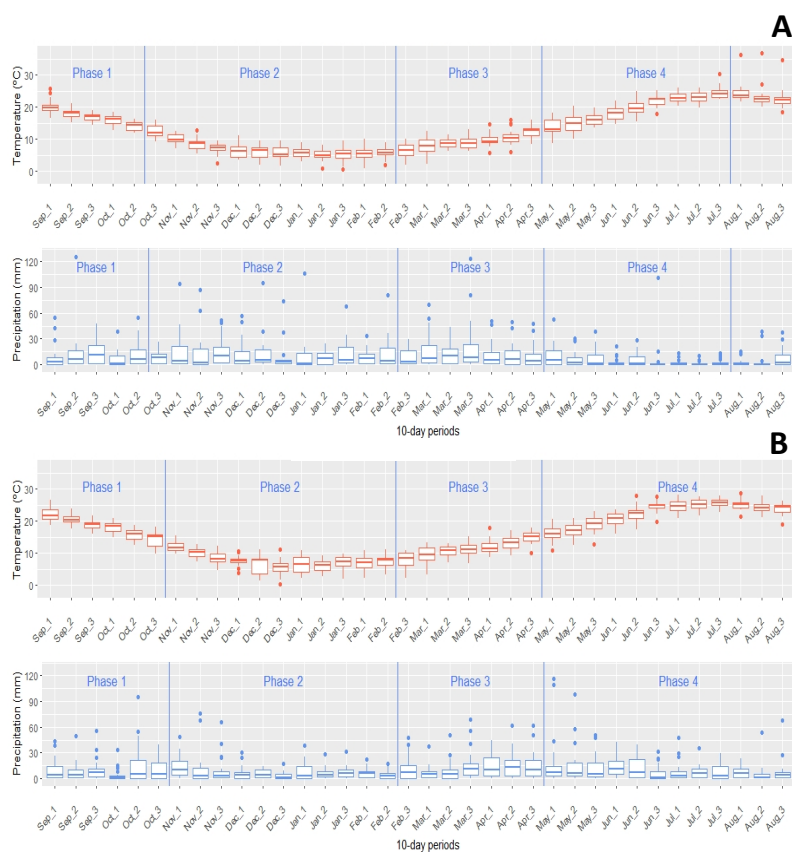 A
Phase 1 Phase 2 Phase 3 Phase 4
Temperature (°C)
30
20
10
0
Sep_1 Sep_2 Sep_3 Oct_1 Oct_2 Oct_3 Nov_1 Nov_2 Nov_3 Dec_1 Dec_2 Dec_3 Jan_1 Jan_2 Jan_3 Feb_1 Feb_2 Feb_3 Mar_1 Mar_2 Mar_3 Apr_1 Apr_2 Apr_3 May_1 May_2 May_3 Jun_1 Jun_2 Jun_3 Jul_1 Jul_2 Jul_3 Aug_1 Aug_2 Aug_3
Phase 1 Phase 2 Phase 3 Phase 4
Precipitation (mm)
120
90
60
30
0
Sep_1 Sep_2 Sep_3 Oct_1 Oct_2 Oct_3 Nov_1 Nov_2 Nov_3 Dec_1 Dec_2 Dec_3 Jan_1 Jan_2 Jan_3 Feb_1 Feb_2 Feb_3 Mar_1 Mar_2 Mar_3 Apr_1 Apr_2 Apr_3 May_1 May_2 May_3 Jun_1 Jun_2 Jun_3 Jul_1 Jul_2 Jul_3 Aug_1 Aug_2 Aug_3
10-day periods
B
Phase 1 Phase 2 Phase 3 Phase 4
Temperature (°C)
30
20
10
0
Sep_1 Sep_2 Sep_3 Oct_1 Oct_2 Oct_3 Nov_1 Nov_2 Nov_3 Dec_1 Dec_2 Dec_3 Jan_1 Jan_2 Jan_3 Feb_1 Feb_2 Feb_3 Mar_1 Mar_2 Mar_3 Apr_1 Apr_2 Apr_3 May_1 May_2 May_3 Jun_1 Jun_2 Jun_3 Jul_1 Jul_2 Jul_3 Aug_1 Aug_2 Aug_3
Phase 1 Phase 2 Phase 3 Phase 4
Precipitation (mm)
120
90
60
30
0
Sep_1 Sep_2 Sep_3 Oct_1 Oct_2 Oct_3 Nov_1 Nov_2 Nov_3 Dec_1 Dec_2 Dec_3 Jan_1 Jan_2 Jan_3 Feb_1 Feb_2 Feb_3 Mar_1 Mar_2 Mar_3 Apr_1 Apr_2 Apr_3 May_1 May_2 May_3 Jun_1 Jun_2 Jun_3 Jul_1 Jul_2 Jul_3 Aug_1 Aug_2 Aug_3
10-day periods